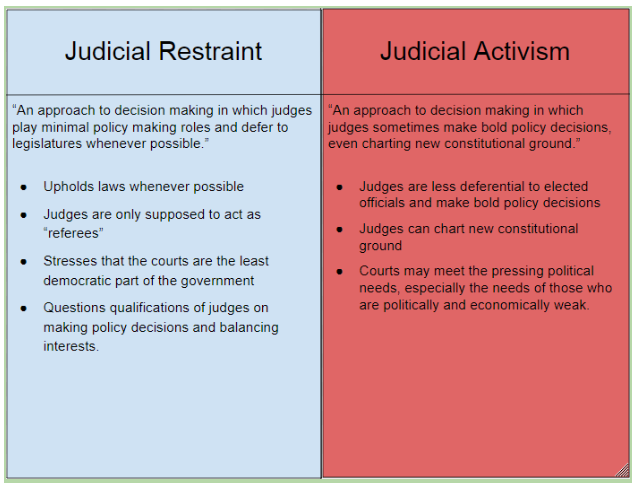 Judicial Restraint
"An approach to decision making in which judges
play minimal policy making roles and defer to
legislatures whenever possible."
● Upholds laws whenever possible
● Judges are only supposed to act as
"referees"
● Stresses that the courts are the least
democratic part of the government
● Questions qualifications of judges on
making policy decisions and balancing
interests.
Judicial Activism
"An approach to decision making in which
judges sometimes make bold policy decisions,
even charting new constitutional ground."
● Judges are less deferential to elected
officials and make bold policy decisions
● Judges can chart new constitutional
ground
● Courts may meet the pressing political
needs, especially the needs of those who
are politically and economically weak.